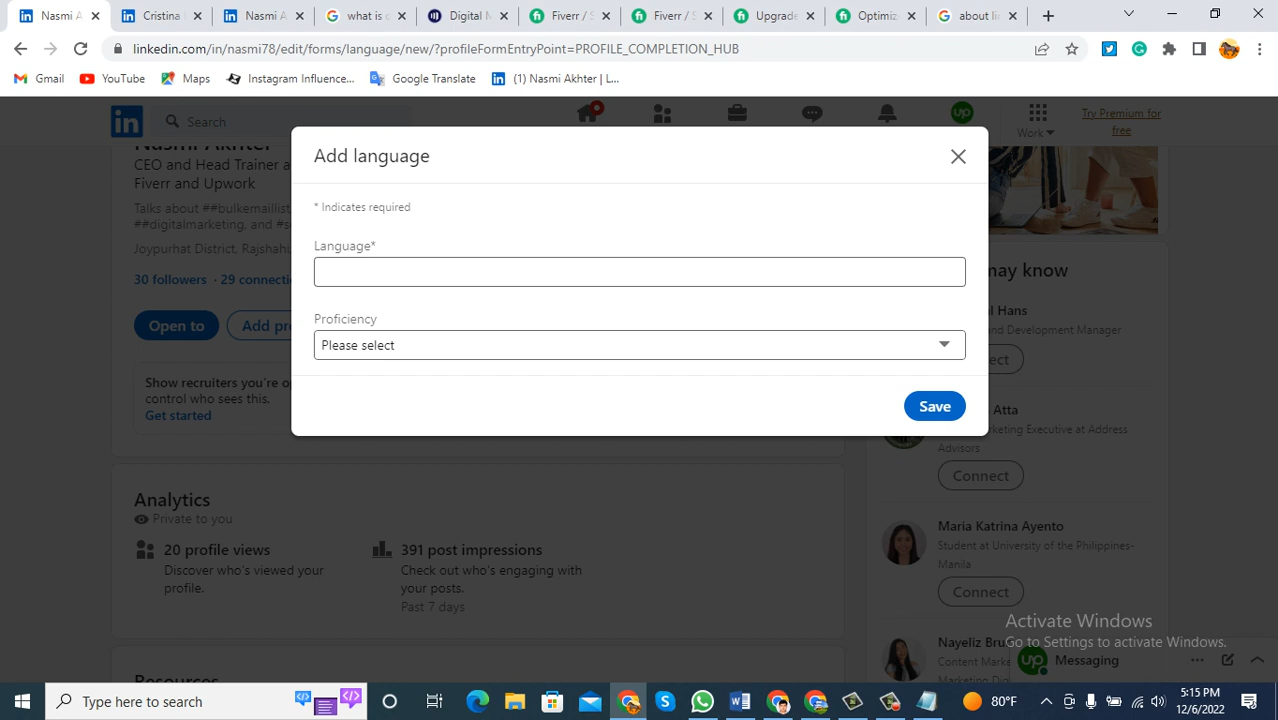 Nasmi A
Cristina
Nasmi A
what is c
Digital M
Fiverr / S
Fiverr / S
Upgrade
Optimiz
about li
linkedin.com/in/nasmi78/edit/forms/language/new/?profileFormEntryPoint=PROFILE_COMPLETION_HUB
Gmail
YouTube
Maps
Instagram Influence...
Google Translate
(1) Nasmi Akhter | L...
Search
Work
Try Premium for
free
Nasmi Akhter
CEO and Head Trainer a
Fiverr and Upwork
Talks about ##bulkemaillist
##digitalmarketing, and #s
Joypurhat District, Rajshahi
30 followers · 29 connecti
Open to
Add pr
Show recruiters you're o
control who sees this.
Get started
Add language
* Indicates required
Language*
Proficiency
Please select
Save
may know
l Hans
nd Development Manager
ect
Atta
keting Executive at Address
Advisors
Connect
Maria Katrina Ayento
Student at University of the Philippines-
Manila
Connect
Nayeliz Bru
Content Marke
Marketing Di
Analytics
Private to you
20 profile views
Discover who's viewed your
profile.
391 post impressions
Check out who's engaging with
your posts.
Past 7 days
Resources
Activate Windows
Go to Settings to activate Windows.
Messaging
Type here to search
80°F
5:15 PM
12/6/2022